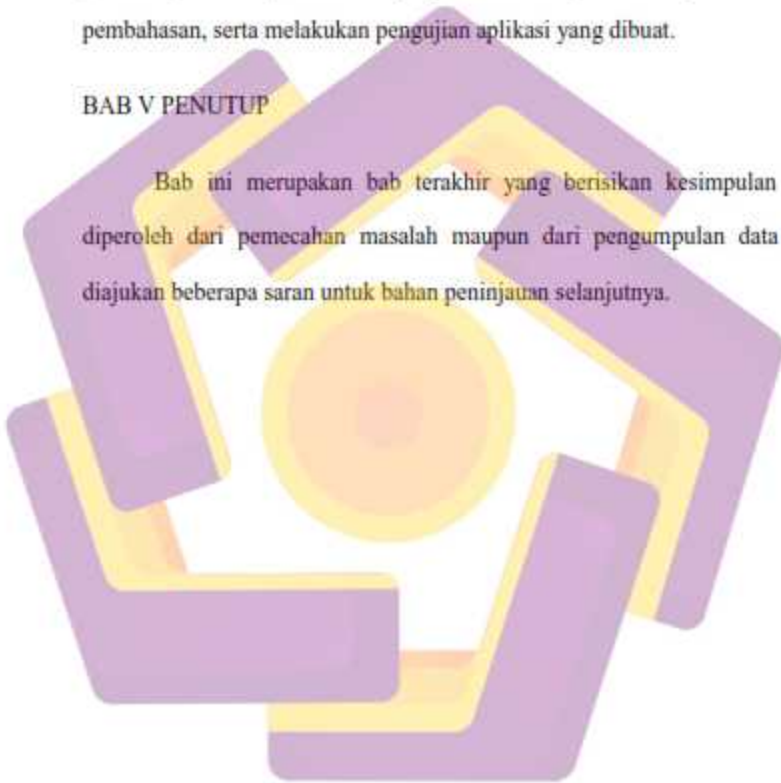 pembahasan, serta melakukan pengujian aplikasi yang dibuat.
BAB V PENUTUP
Bab ini merupakan bab terakhir yang berisikan kesimpulan
diperoleh dari pemecahan masalah maupun dari pengumpulan data
diajukan beberapa saran untuk bahan peninjauan selanjutnya.